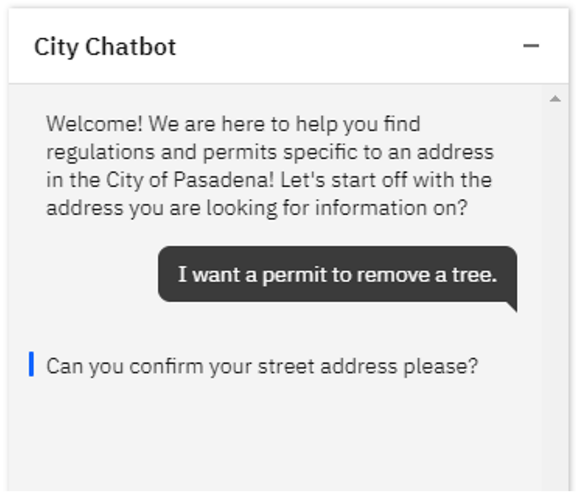 City Chatbot
Welcome! We are here to help you find
regulations and permits specific to an address
in the City of Pasadena! Let's start off with the
address you are looking for information on?
I want a permit to remove a tree.
Can you confirm your street address please?